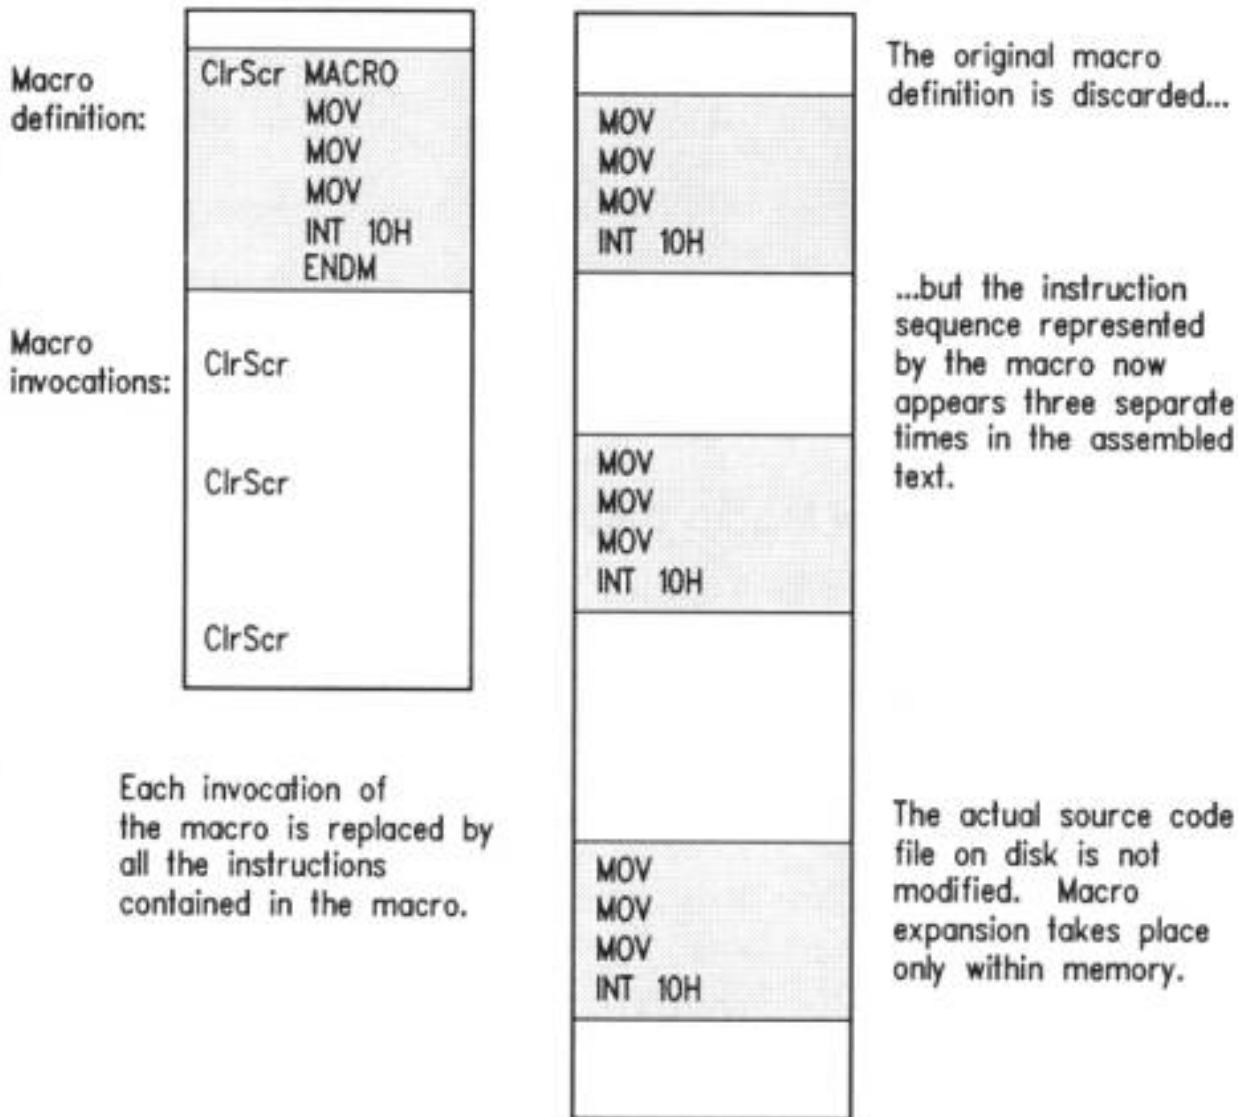 Macro
definition:
ClrScr MACRO
MOV
MOV
MOV
INT 10H
ENDM
Macro
invocations:
ClrScr
ClrScr
ClrScr
Each invocation of
the macro is replaced by
all the instructions
contained in the macro.
MOV
MOV
MOV
INT 10H
MOV
MOV
MOV
INT 10H
MOV
MOV
MOV
INT 10H
The original macro
definition is discarded...
...but the instruction
sequence represented
by the macro now
appears three separate
times in the assembled
text.
The actual source code
file on disk is not
modified. Macro
expansion takes place
only within memory.